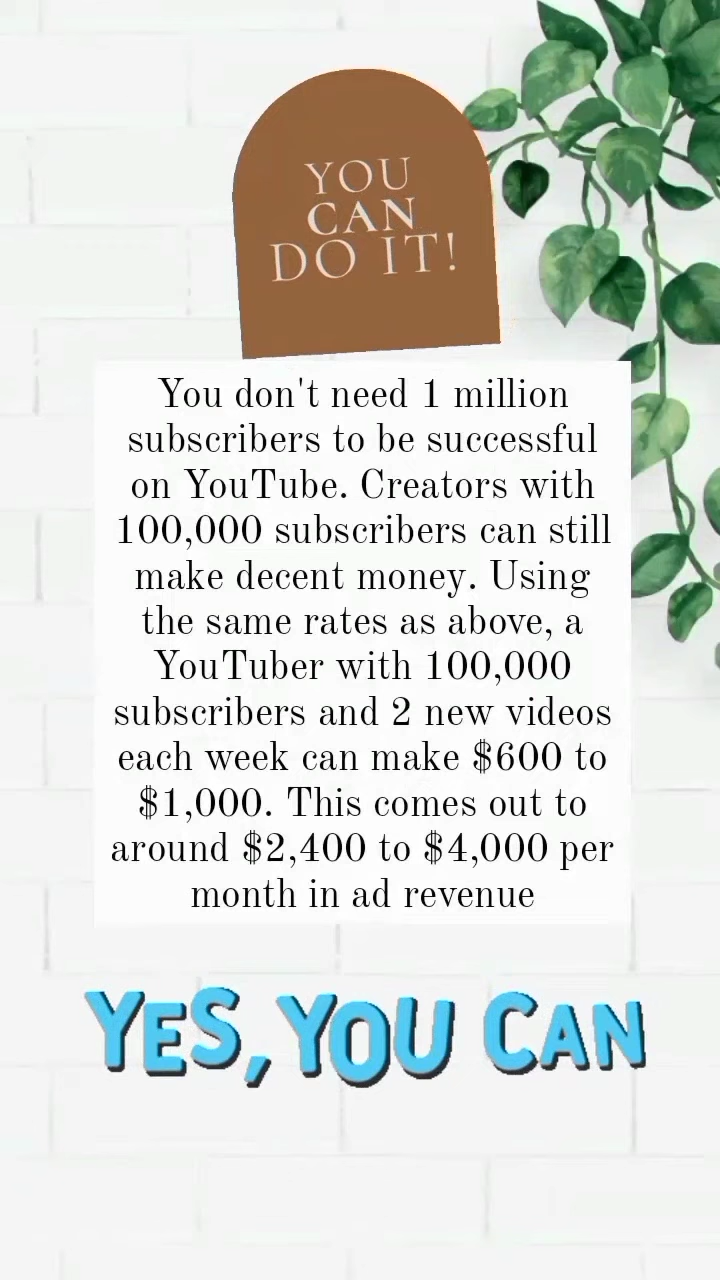 YOU
CAN
DO IT!
You don't need 1 million
subscribers to be successful
on YouTube. Creators with
100,000 subscribers can still
make decent money. Using
the same rates as above, a
YouTuber with 100,000
subscribers and 2 new videos
each week can make $600 to
$1,000. This comes out to
around $2,400 to $4,000 per
month in ad revenue
YES, YOU CAN